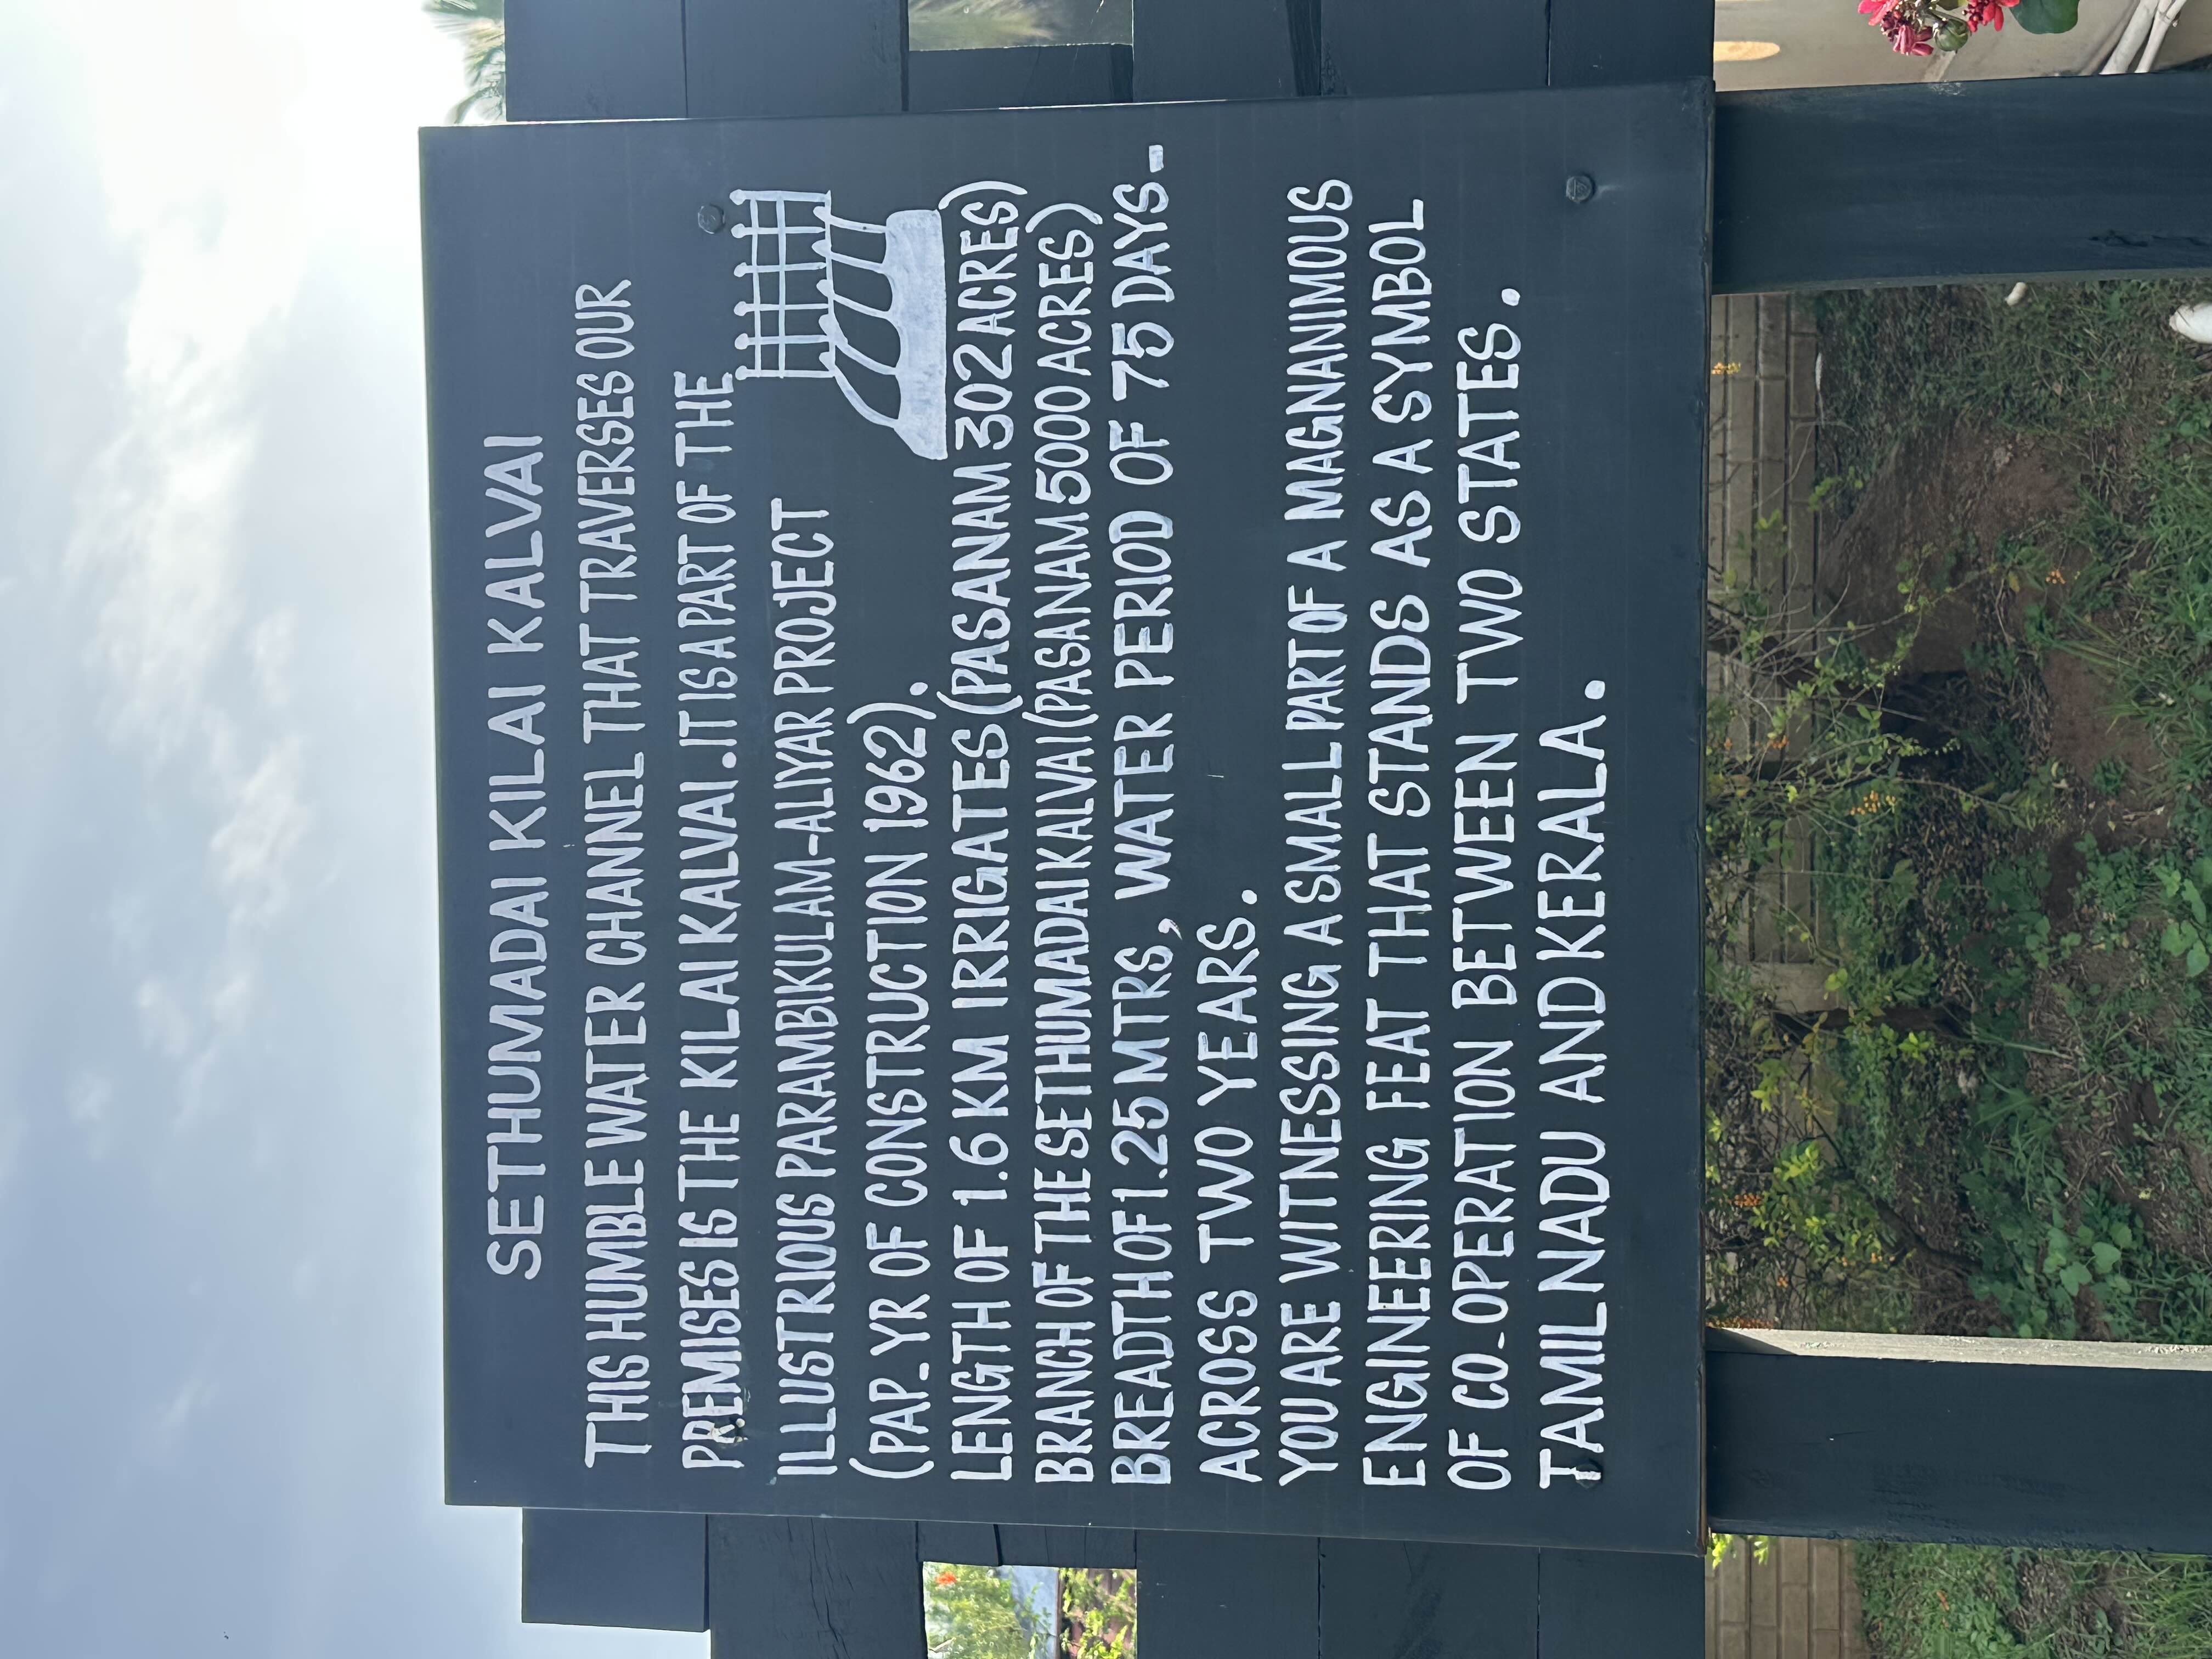 SETHUMADAI KILAI KALVAI
THIS HUMBLE WATER CHANNEL THAT TRAVERSES OUR
PREMISES IS THE KILAI KALVAI. IT IS A PART OF THE
ILLUSTRIOUS PARAMBIKULAM-ALIYAR PROJECT
(PAP-YR OF CONSTRUCTION 1962).
LENGTH OF 1.6 KM IRRIGATES (PASANAM 302 ACRES)
BRANCH OF THE SETHUMADAI KALVAI (PASANAM 5000 ACRES)
BREADTH OF 1.25 MTRS, WATER PERIOD OF 75 DAYS-
ACROSS TWO YEARS.
YOU ARE WITNESSING A SMALL PART OF A MAGNANIMOUS
ENGINEERING FEAT THAT STANDS AS A SYMBOL
OF CO-OPERATION BETWEEN TWO STATES.
TAMILNADU AND KERALA.